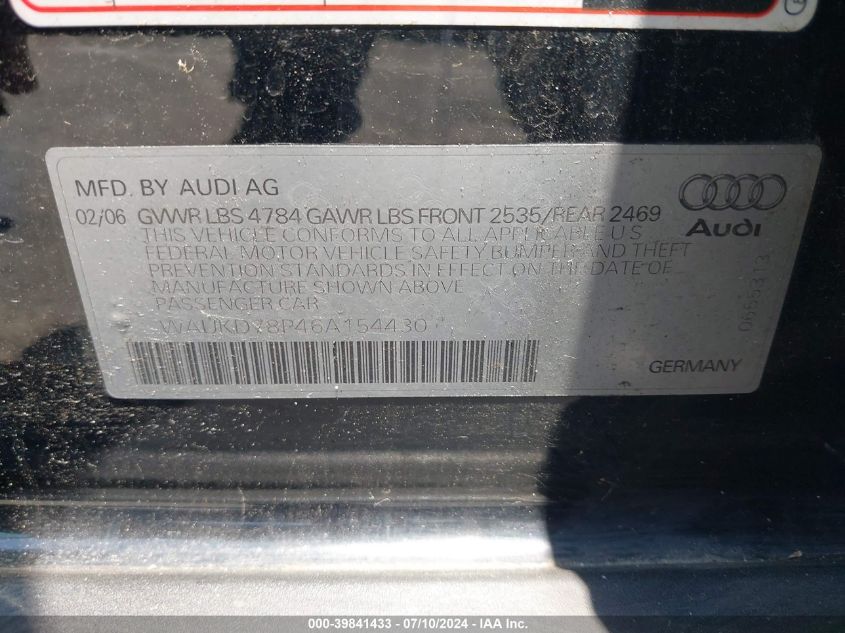 MFD. BY AUDI AG
02/06 GVWR LBS 4784 GAWR LBS FRONT 2535/REAR 2469
THIS VEHICLE CONFORMS TO ALL APPLICABLE U S
FEDERAL MOTOR VEHICLE SAFETY BUMPER AND THEFT
PREVENTION STANDARDS IN EFFECT ON THE DATE OF
MANUFACTURE SHOWN ABOVE
PASSENGER CAR
Audi
GERMANY
000-39841433 - 07/10/2024 - IAA Inc.